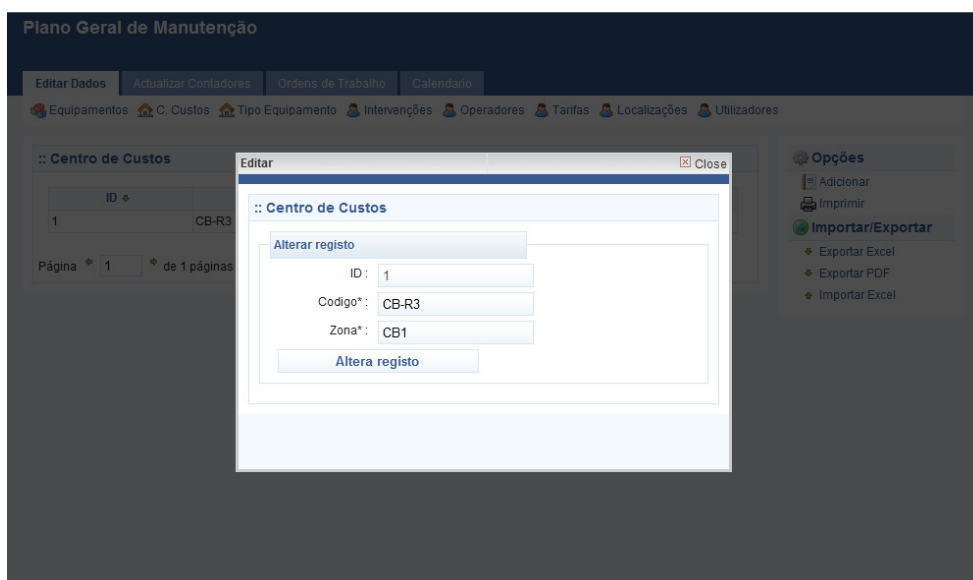 Plano Geral de Manutenção
Editar Dados Actualizar Contadores Ordens de Trabalho Calendario
Equipamentos C. Custos Tipo Equipamento Intervenções Operadores Tarifas Localizações Utilizadores
:: Centro de Custos
ID
1 CB-R3
Página 1 de 1 páginas
Editar Close
:: Centro de Custos
Alterar registo
ID : 1
Codigo* : CB-R3
Zona* : CB1
Altera registo
Opções
Adicionar
Imprimir
Importar/Exportar
Exportar Excel
Exportar PDF
Importar Excel